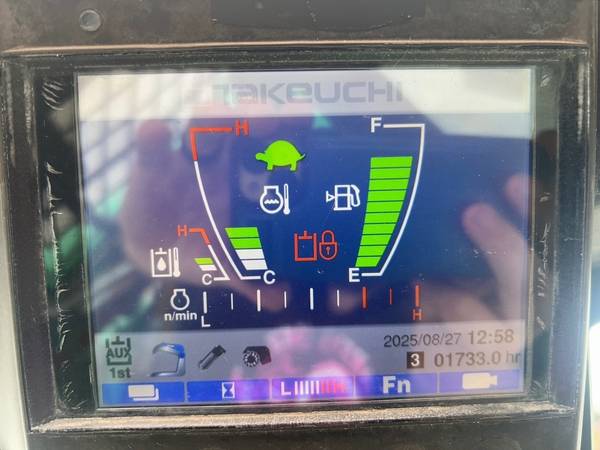 TAKEUCHI
H F
H
C C E
n/min
L H
AUX
1st
2025/08/27 12:58
3 01733.0 hr
L Fn